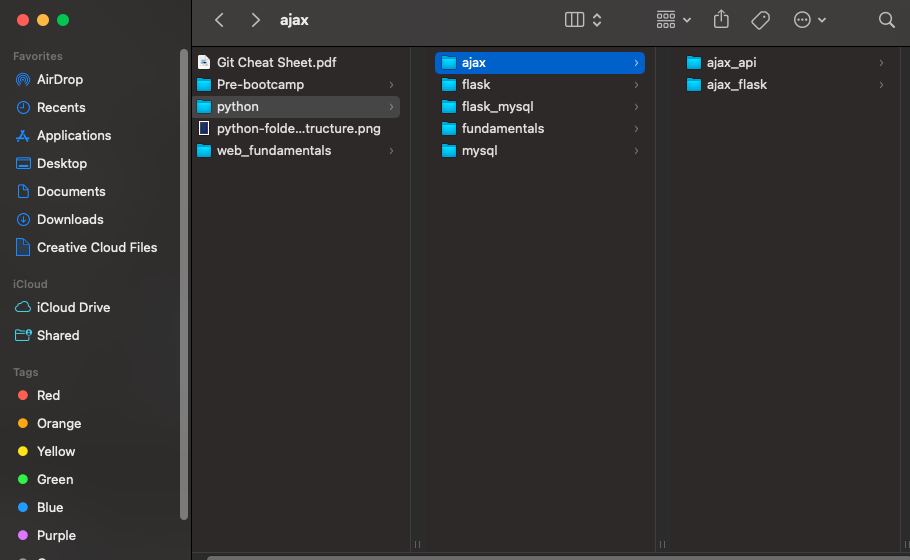 ajax
Favorites
AirDrop
Recents
Applications
Desktop
Documents
Downloads
Creative Cloud Files
iCloud
iCloud Drive
Shared
Tags
Red
Orange
Yellow
Green
Blue
Purple
Git Cheat Sheet.pdf
Pre-bootcamp
python
python-folde...tructure.png
web_fundamentals
ajax
flask
flask_mysql
fundamentals
mysql
ajax_api
ajax_flask